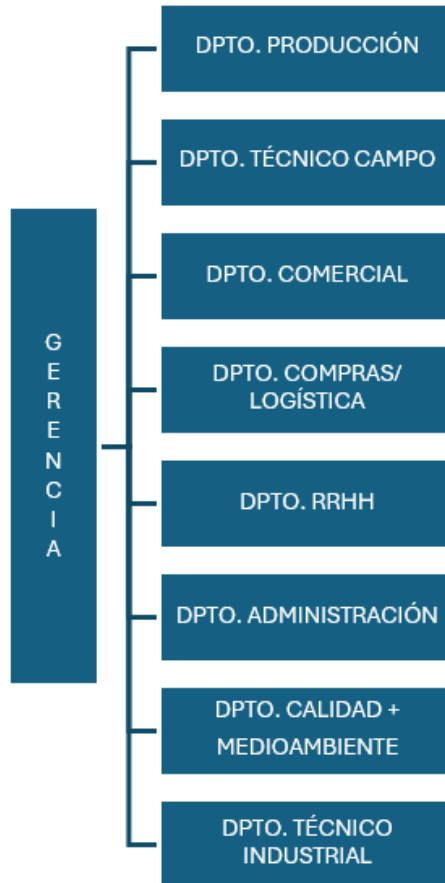 GERENCIA
DPTO. PRODUCCIÓN
DPTO. TÉCNICO CAMPO
DPTO. COMERCIAL
DPTO. COMPRAS/
LOGÍSTICA
DPTO. RRHH
DPTO. ADMINISTRACIÓN
DPTO. CALIDAD +
MEDIOAMBIENTE
DPTO. TÉCNICO
INDUSTRIAL